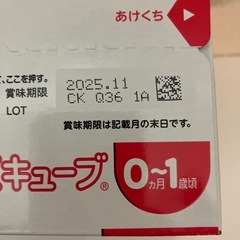 あけくち
て、ここを押す。
賞味期限
2025.11
LOT
CK Q36 1A
賞味期限は記載月の末日です。
キューブ®
0ヵ月~1歳頃